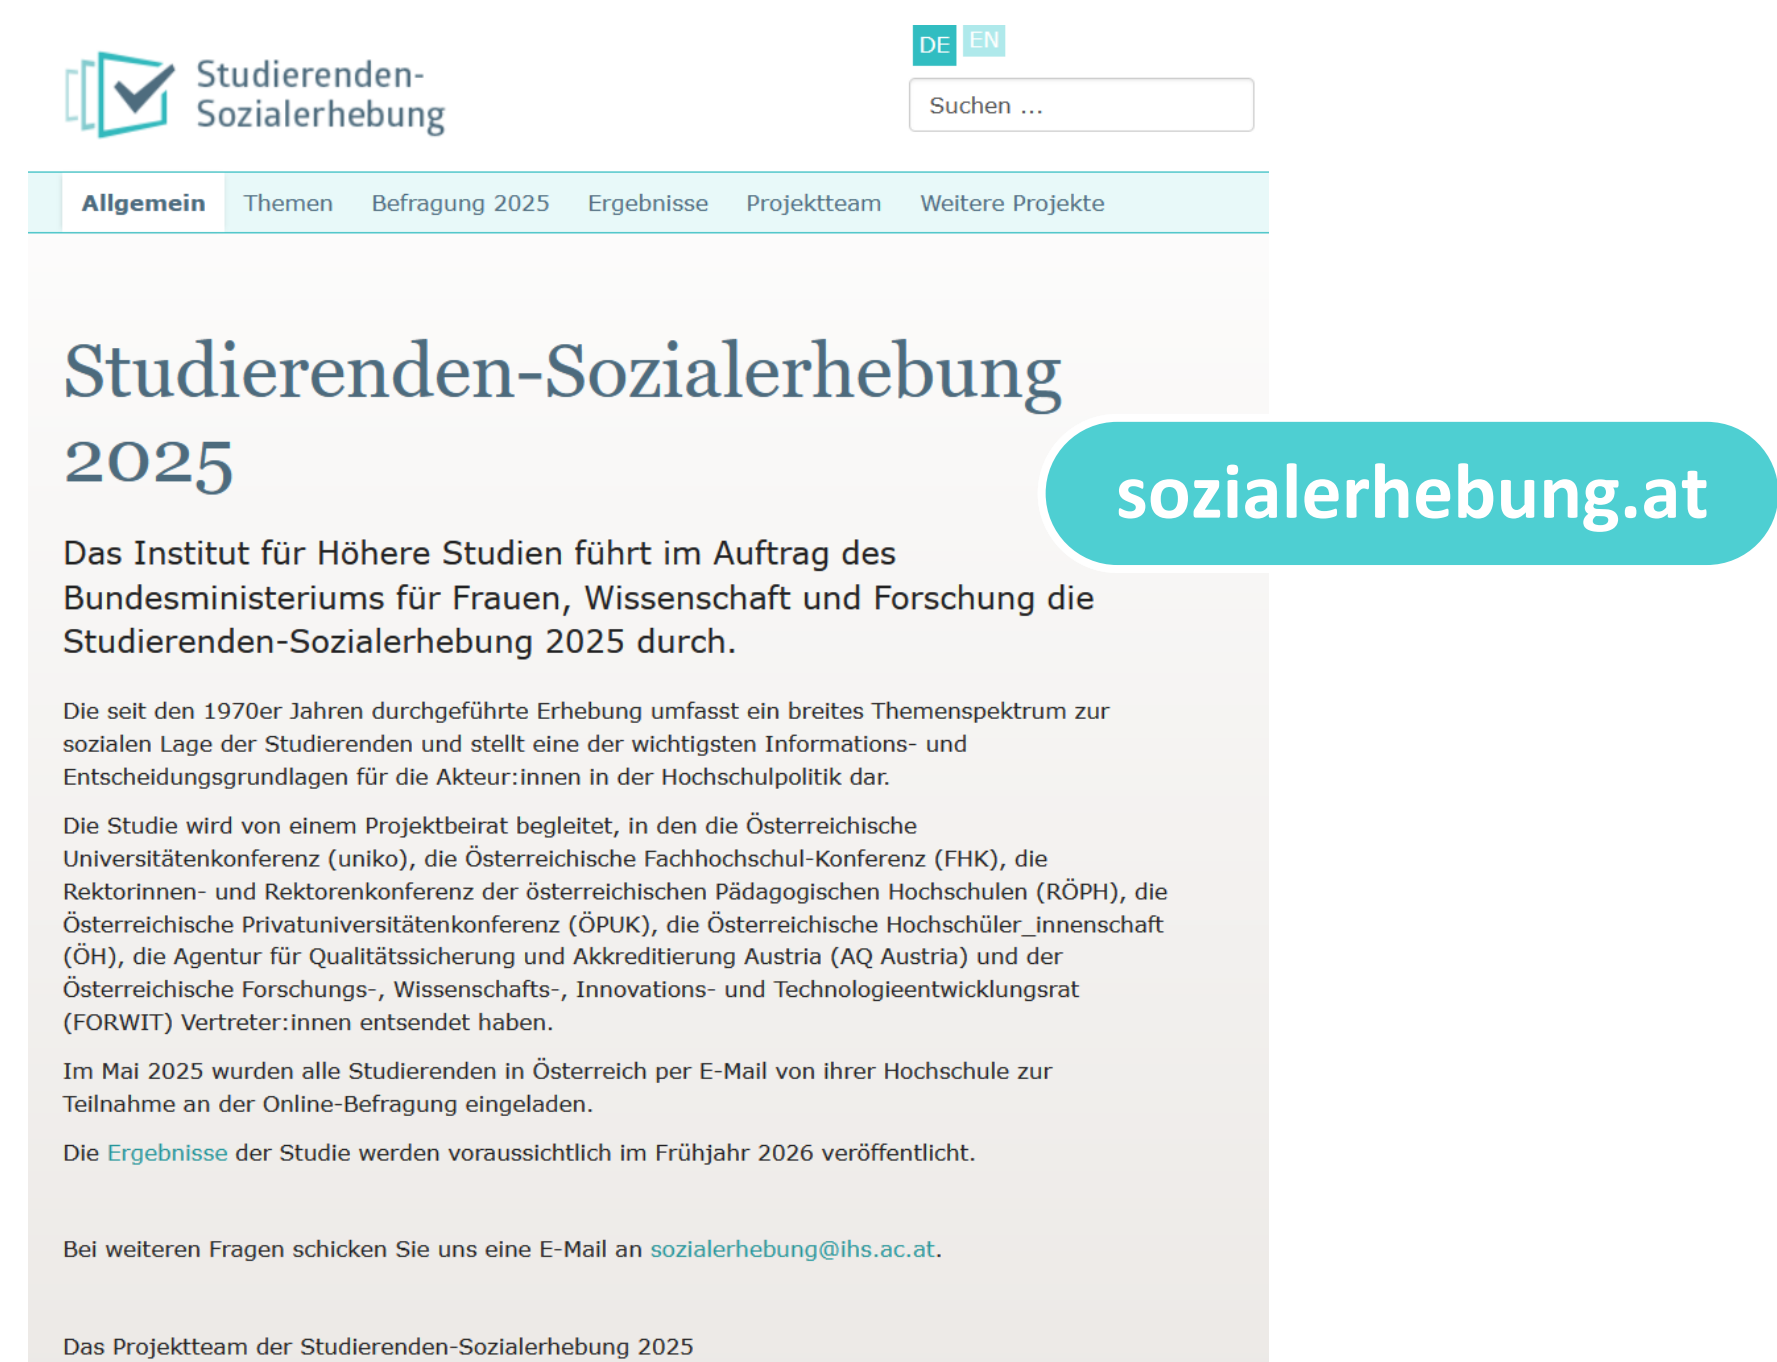 Studierenden-
Sozialerhebung
DE EN
Suchen ...
Allgemein Themen Befragung 2025 Ergebnisse Projektteam Weitere Projekte
Studierenden-Sozialerhebung
2025
sozialerhebung.at
Das Institut für Höhere Studien führt im Auftrag des
Bundesministeriums für Frauen, Wissenschaft und Forschung die
Studierenden-Sozialerhebung 2025 durch.
Die seit den 1970er Jahren durchgeführte Erhebung umfasst ein breites Themenspektrum zur
sozialen Lage der Studierenden und stellt eine der wichtigsten Informations- und
Entscheidungsgrundlagen für die Akteur:innen in der Hochschulpolitik dar.
Die Studie wird von einem Projektbeirat begleitet, in den die Österreichische
Universitätenkonferenz (uniko), die Österreichische Fachhochschul-Konferenz (FHK), die
Rektorinnen- und Rektorenkonferenz der österreichischen Pädagogischen Hochschulen (RÖPH), die
Österreichische Privatuniversitätenkonferenz (ÖPUK), die Österreichische Hochschüler_innenschaft
(ÖH), die Agentur für Qualitätssicherung und Akkreditierung Austria (AQ Austria) und der
Österreichische Forschungs-, Wissenschafts-, Innovations- und Technologieentwicklungsrat
(FORWIT) Vertreter:innen entsendet haben.
Im Mai 2025 wurden alle Studierenden in Österreich per E-Mail von ihrer Hochschule zur
Teilnahme an der Online-Befragung eingeladen.
Die Ergebnisse der Studie werden voraussichtlich im Frühjahr 2026 veröffentlicht.
Bei weiteren Fragen schicken Sie uns eine E-Mail an sozialerhebung@ihs.ac.at.
Das Projektteam der Studierenden-Sozialerhebung 2025